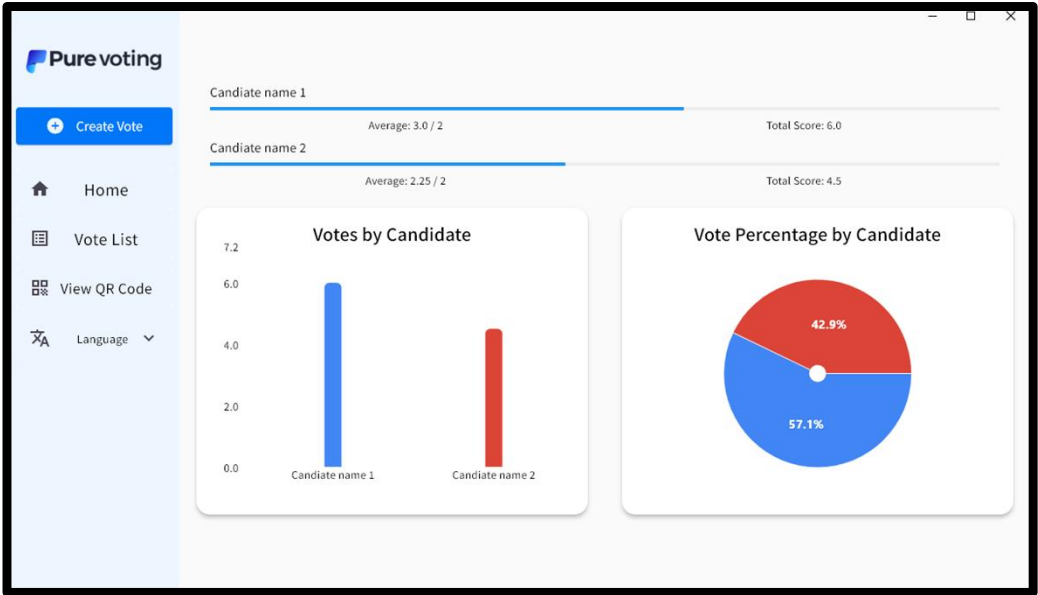 Pure voting
Create Vote
Home
Vote List
View QR Code
Language
Candiate name 1
Average: 3.0 / 2 Total Score: 6.0
Candiate name 2
Average: 2.25 / 2 Total Score: 4.5
Votes by Candidate
7.2
6.0
4.0
2.0
0.0
Candiate name 1 Candiate name 2
Vote Percentage by Candidate
42.9%
57.1%